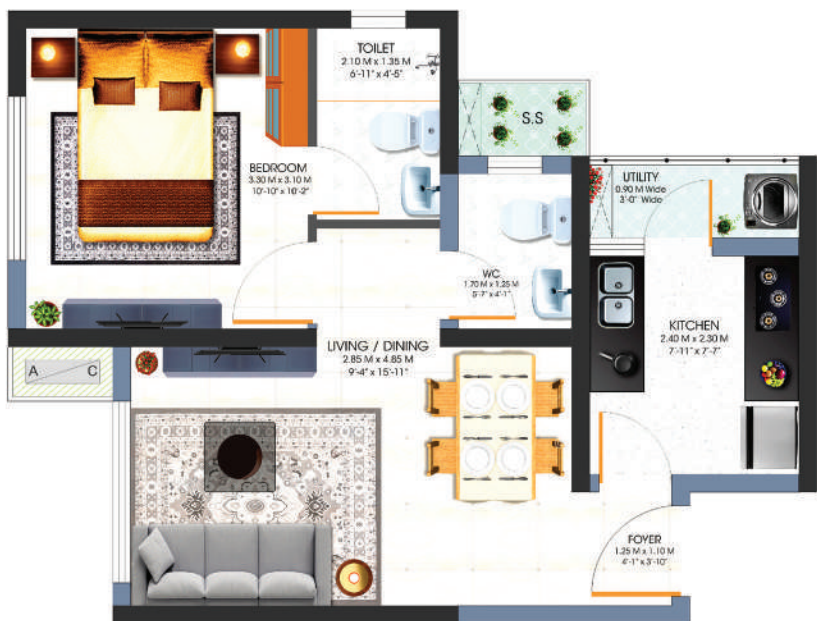 TOILET
2.10 M x 1.35 M
6'-11" x 4'-5"
S.S
BEDROOM
3.30 M x 3.10 M
10'-10" x 10'-2"
UTILITY
0.90 M Wide
3'-0" Wide
WC
1.70 M x 1.25 M
5'-7" x 4'-1"
KITCHEN
2.40 M x 2.30 M
7'-11" x 7'-7"
LIVING / DINING
2.85 M x 4.85 M
9'-4" x 15'-11"
A C
FOYER
1.25 M x 1.10 M
4'-1" x 3'-10"